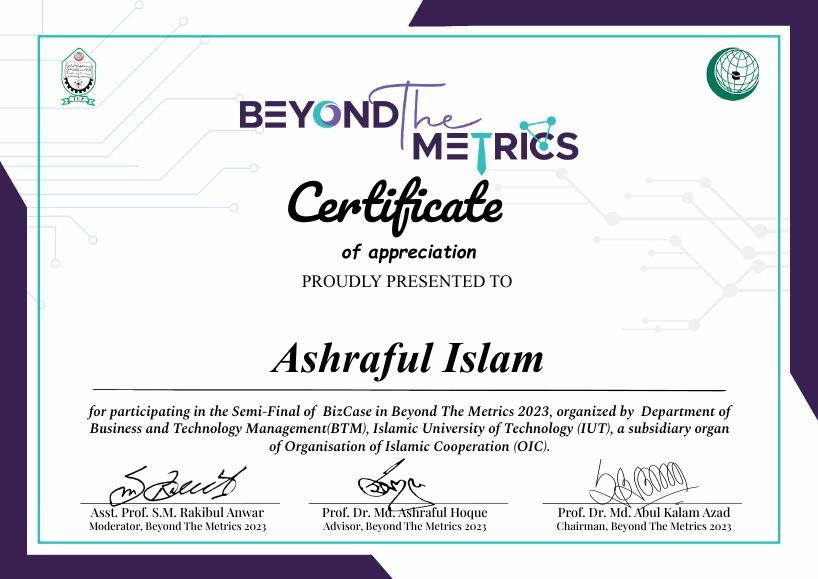 BEYOND The
METRICS
Certificate
of appreciation
PROUDLY PRESENTED TO
Ashraful Islam
for participating in the Semi-Final of BizCase in Beyond The Metrics 2023, organized by Department of
Business and Technology Management(BTM), Islamic University of Technology (IUT), a subsidiary organ
of Organisation of Islamic Cooperation (OIC).
Asst. Prof. S.M. Rakibul Anwar
Moderator, Beyond The Metrics 2023
Prof. Dr. Md. Ashraful Hoque
Advisor, Beyond The Metrics 2023
Prof. Dr. Md. Abul Kalam Azad
Chairman, Beyond The Metrics 2023